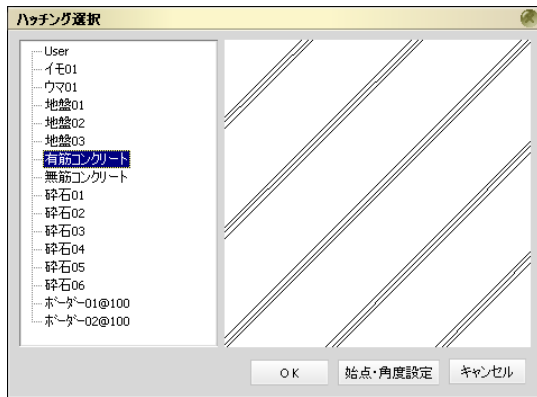 ハッチング選択
User
イモ01
ウマ01
地盤01
地盤02
地盤03
有筋コンクリート
無筋コンクリート
砕石01
砕石02
砕石03
砕石04
砕石05
砕石06
ボーダー01@100
ボーダー02@100
OK 始点・角度設定 キャンセル